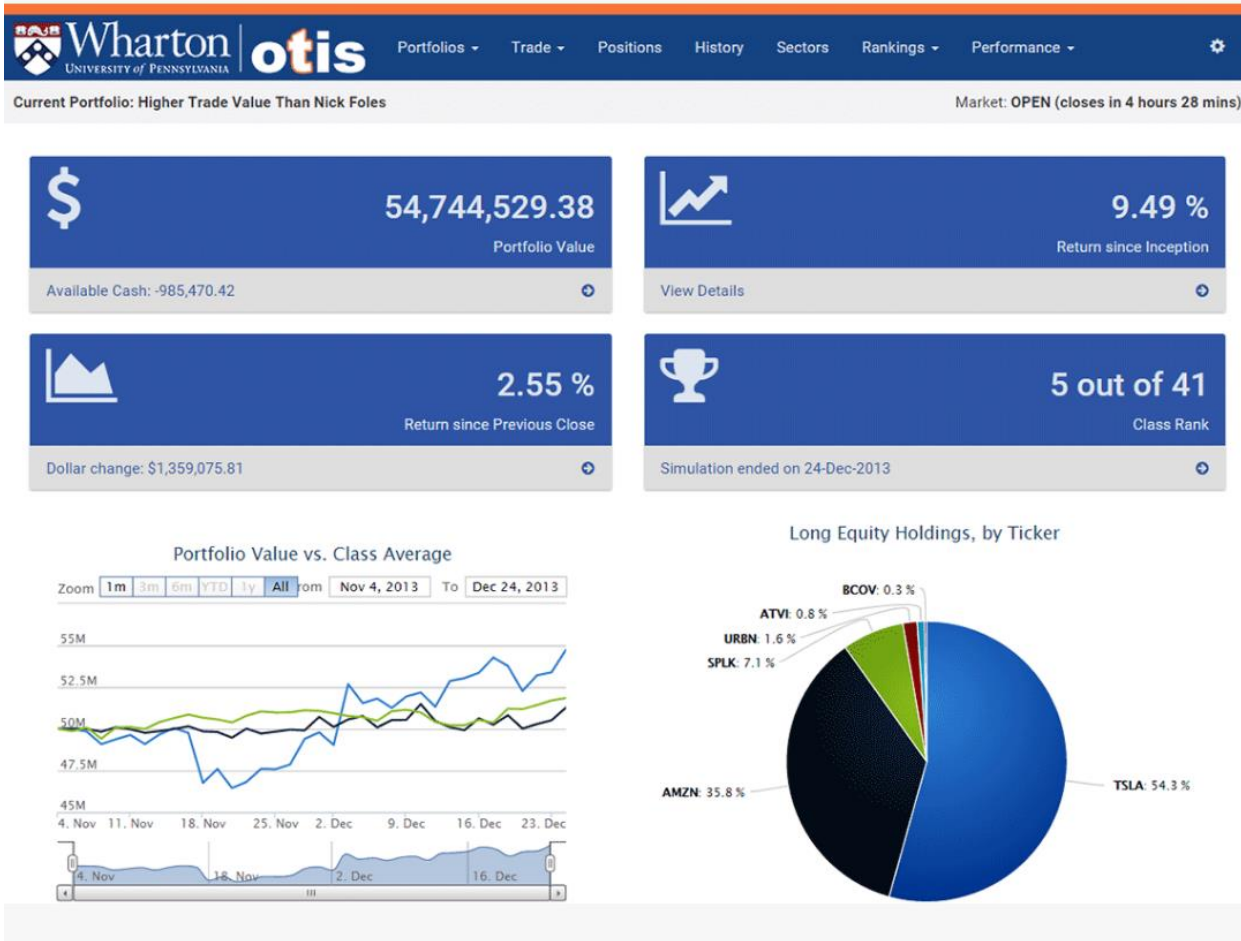 Wharton
UNIVERSITY of PENNSYLVANIA
otis
Portfolios Trade Positions History Sectors Rankings Performance
Current Portfolio: Higher Trade Value Than Nick Foles
Market: OPEN (closes in 4 hours 28 mins)
$
54,744,529.38
Portfolio Value
Available Cash: -985,470.42
9.49 %
Return since Inception
View Details
2.55 %
Return since Previous Close
Dollar change: $1,359,075.81
5 out of 41
Class Rank
Simulation ended on 24-Dec-2013
Portfolio Value vs. Class Average
Zoom 1m 3m 6m YTD 1y All rom Nov 4, 2013 To Dec 24, 2013
55M
52.5M
50M
47.5M
45M
4. Nov 11. Nov 18. Nov 25. Nov 2. Dec 9. Dec 16. Dec 23. Dec
4. Nov 18. Nov 2. Dec 16. Dec
Long Equity Holdings, by Ticker
BCOV: 0.3 %
ATVI: 0.8 %
URBN: 1.6 %
SPLK: 7.1 %
AMZN: 35.8 %
TSLA: 54.3 %